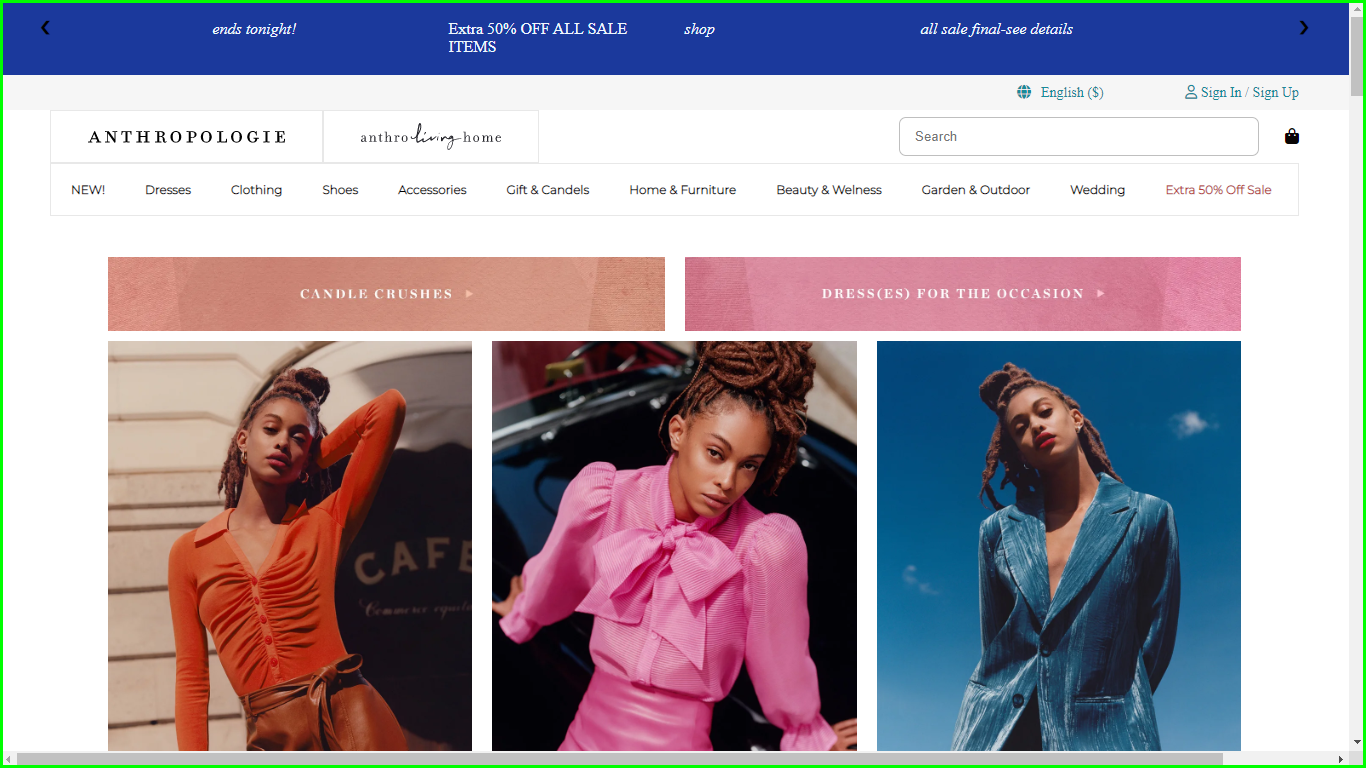 ends tonight!
Extra 50% OFF ALL SALE
ITEMS
shop
all sale final-see details
English ($)
Sign In / Sign Up
ANTHROPOLOGIE
anthroliving home
Search
NEW!
Dresses
Clothing
Shoes
Accessories
Gift & Candels
Home & Furniture
Beauty & Welness
Garden & Outdoor
Wedding
Extra 50% Off Sale
CANDLE CRUSHES
DRESS(ES) FOR THE OCCASION
CAFE
Commerce